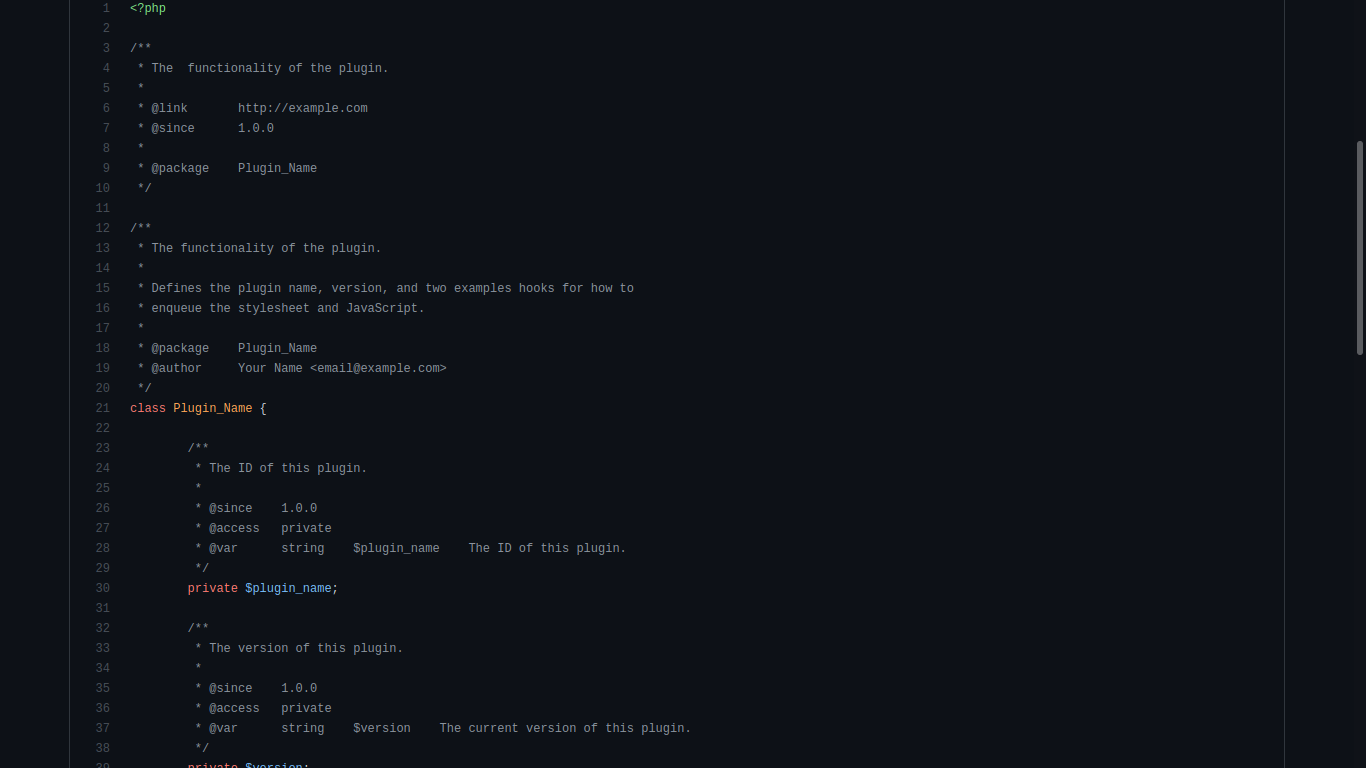 1 <?php
2
3 /**
4  * The  functionality of the plugin.
5  *
6  * @link       http://example.com
7  * @since      1.0.0
8  *
9  * @package    Plugin_Name
10  */
11
12 /**
13  * The functionality of the plugin.
14  *
15  * Defines the plugin name, version, and two examples hooks for how to
16  * enqueue the stylesheet and JavaScript.
17  *
18  * @package    Plugin_Name
19  * @author     Your Name <email@example.com>
20  */
21 class Plugin_Name {
22
23         /**
24          * The ID of this plugin.
25          *
26          * @since    1.0.0
27          * @access   private
28          * @var      string    $plugin_name    The ID of this plugin.
29          */
30         private $plugin_name;
31
32         /**
33          * The version of this plugin.
34          *
35          * @since    1.0.0
36          * @access   private
37          * @var      string    $version    The current version of this plugin.
38          */
39         private $version;